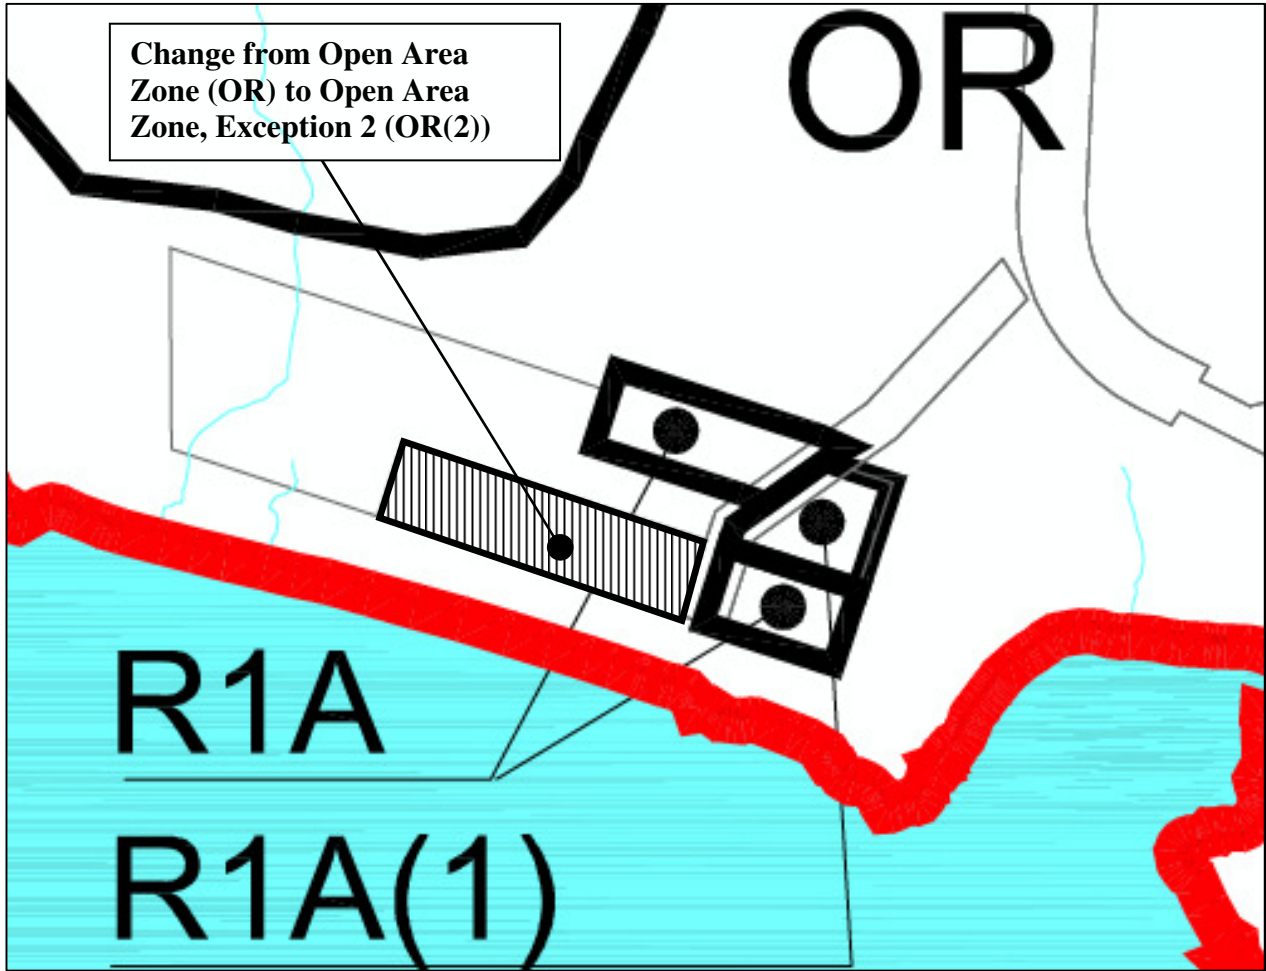 Change from Open Area
Zone (OR) to Open Area
Zone, Exception 2 (OR(2))
OR
R1A
R1A(1)